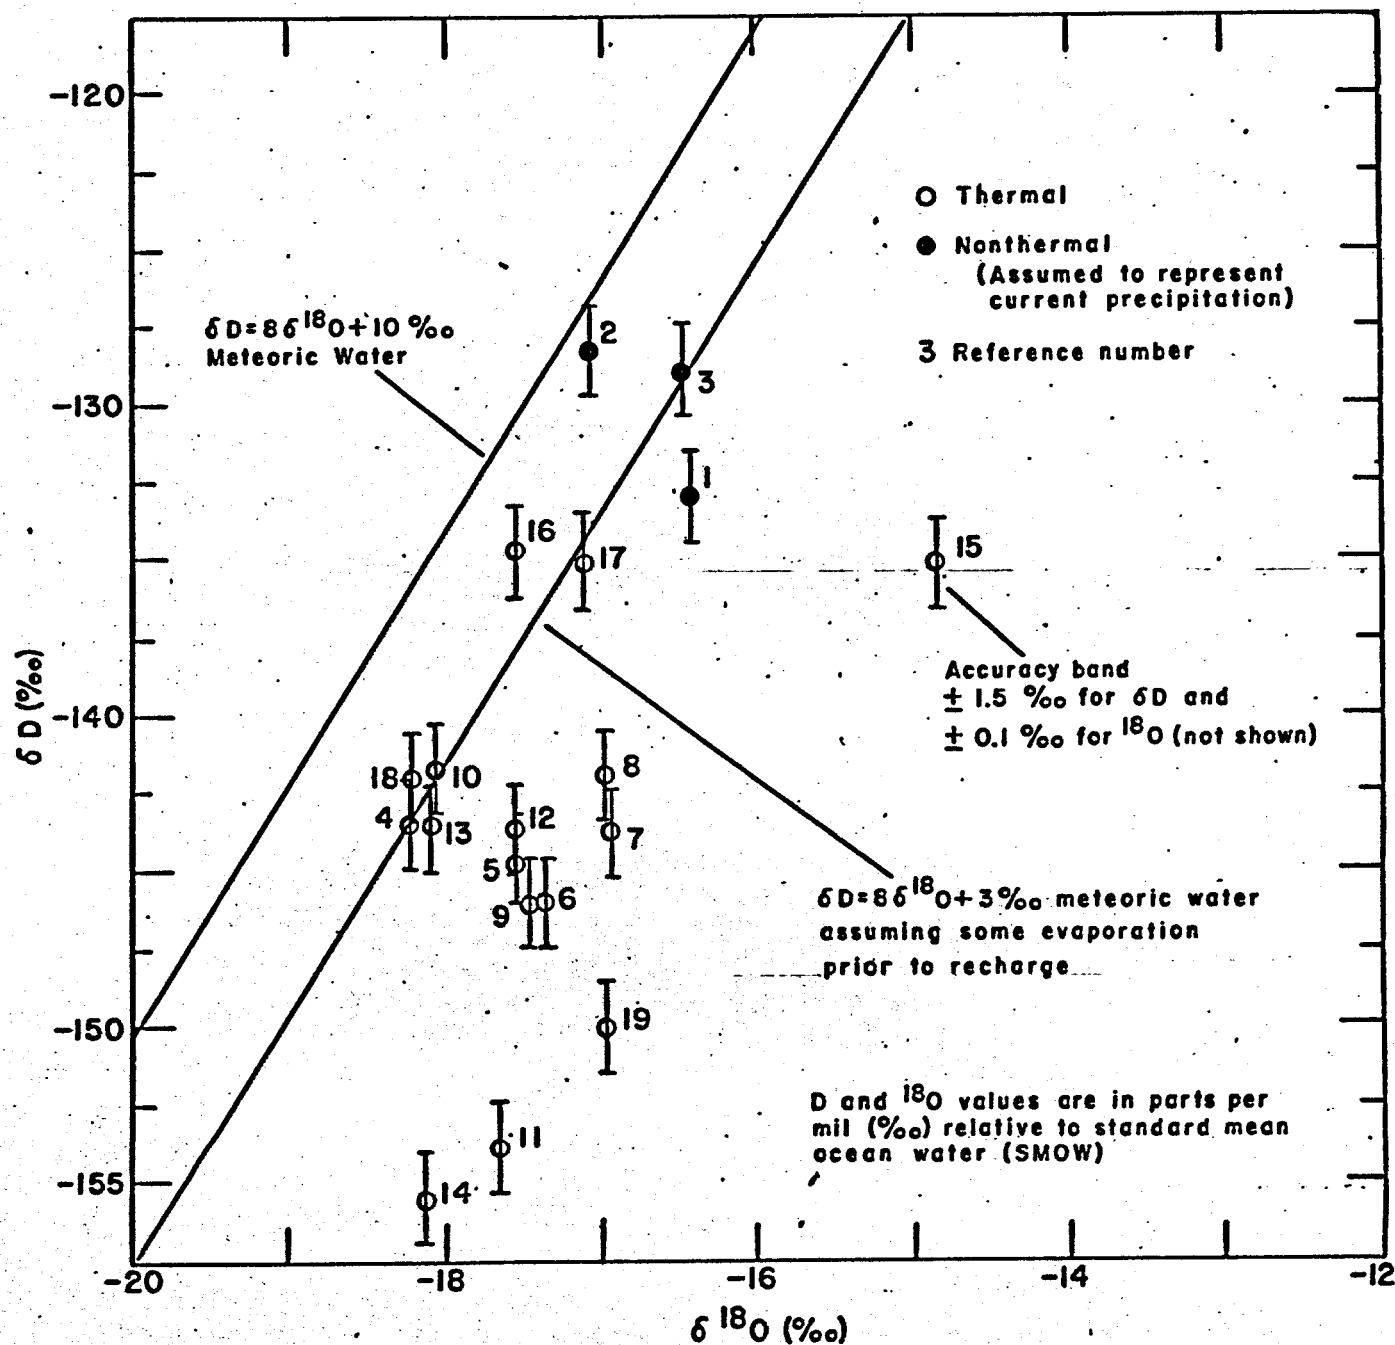 -120
-130
-140
-150
-155
δ D (‰)
-20
-18
-16
-14
-12
δ ¹⁸O (‰)
O Thermal
● Nonthermal
(Assumed to represent
current precipitation)
3 Reference number
δD=8δ¹⁸O+10 ‰
Meteoric Water
2
3
1
16
17
15
Accuracy band
± 1.5 ‰ for δD and
± 0.1 ‰ for ¹⁸O (not shown)
18
10
8
4
13
12
7
5
9
6
δD=8δ¹⁸O+3‰ meteoric water
assuming some evaporation
prior to recharge
19
11
14
D and ¹⁸O values are in parts per
mil (‰) relative to standard mean
ocean water (SMOW)